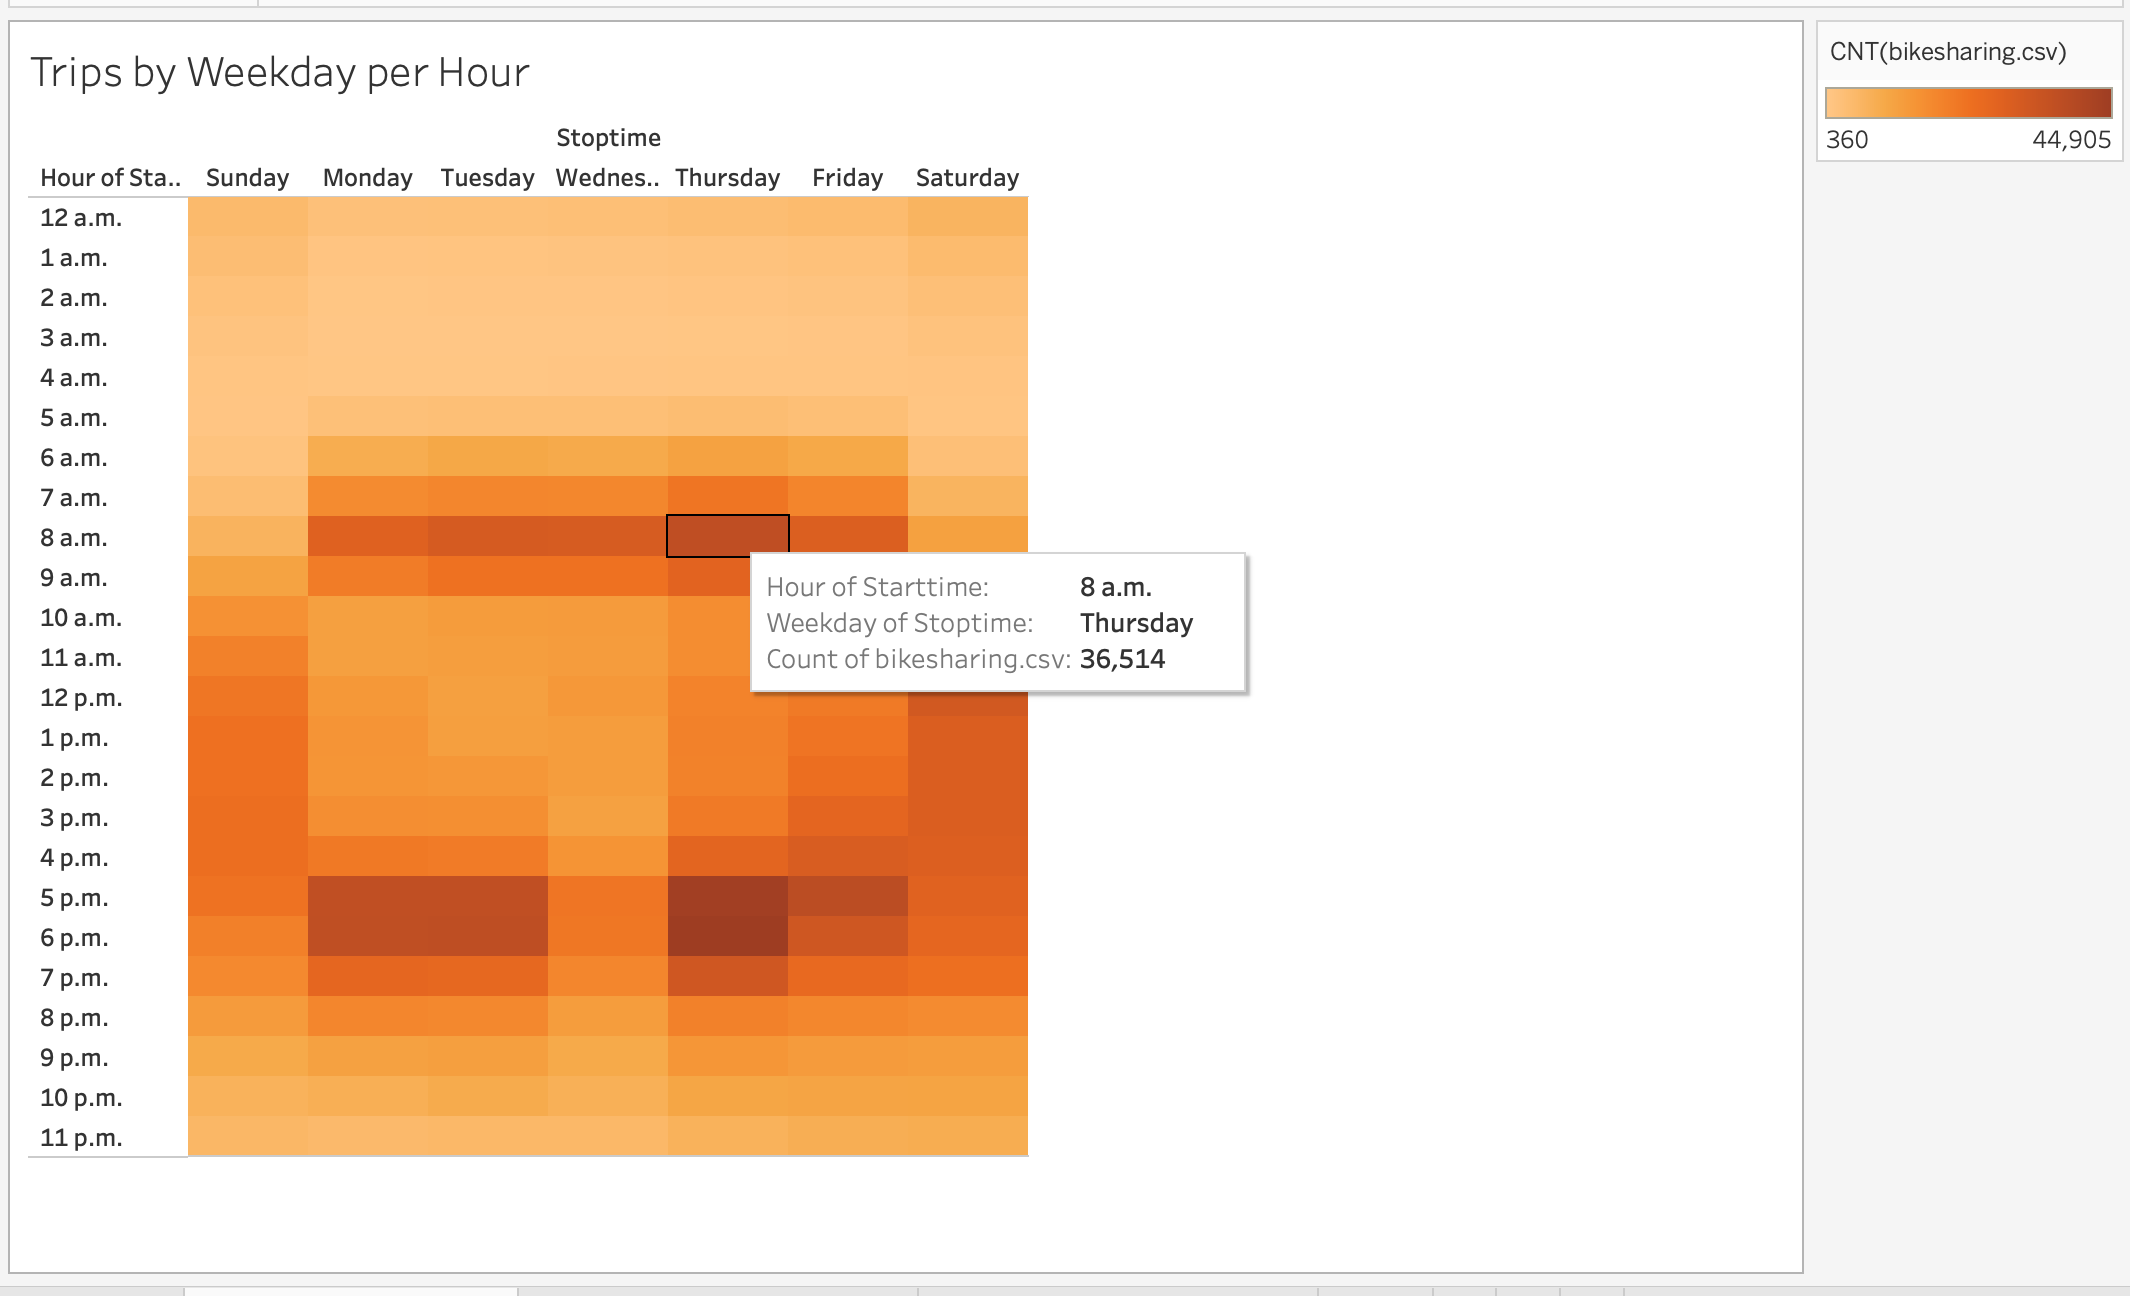 Trips by Weekday per Hour
CNT(bikesharing.csv)
360 44,905
Stoptime
Hour of Sta.. Sunday Monday Tuesday Wednes.. Thursday Friday Saturday
12 a.m.
1 a.m.
2 a.m.
3 a.m.
4 a.m.
5 a.m.
6 a.m.
7 a.m.
8 a.m.
9 a.m.
10 a.m.
11 a.m.
12 p.m.
1 p.m.
2 p.m.
3 p.m.
4 p.m.
5 p.m.
6 p.m.
7 p.m.
8 p.m.
9 p.m.
10 p.m.
11 p.m.
Hour of Starttime: 8 a.m.
Weekday of Stoptime: Thursday
Count of bikesharing.csv: 36,514